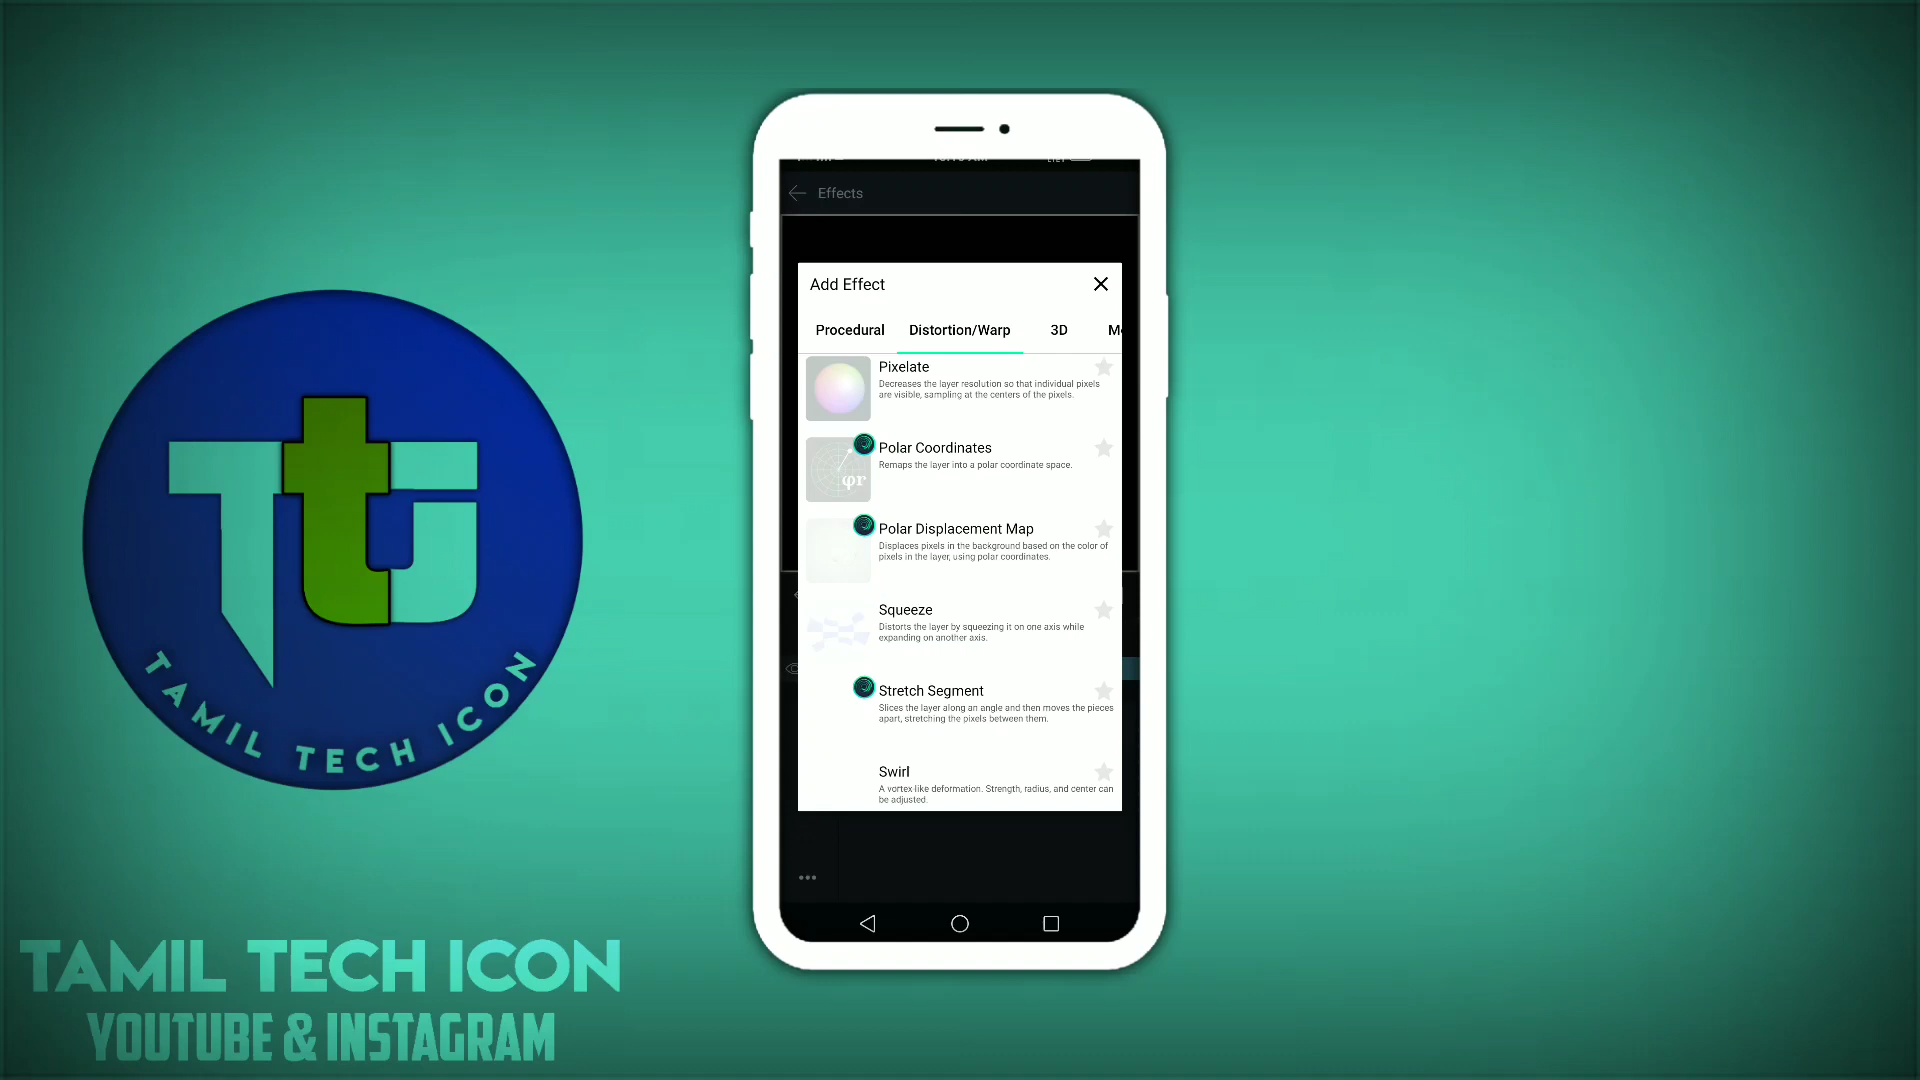 Effects
Add Effect
Procedural Distortion/Warp 3D
Pixelate
Decreases the layer resolution so that individual pixels
are visible, sampling at the centers of the pixels.
φr
Polar Coordinates
Remaps the layer into a polar coordinate space.
Polar Displacement Map
Displaces pixels in the background based on the color of
pixels in the layer, using polar coordinates.
Squeeze
Distorts the layer by squeezing it on one axis while
expanding on another axis.
Stretch Segment
Slices the layer along an angle and then moves the pieces
apart, stretching the pixels between them.
Swirl
A vortex like deformation. Strength, radius, and center can
be adjusted.
TAMIL TECH ICON
TAMIL TECH ICON
YOUTUBE & INSTAGRAM